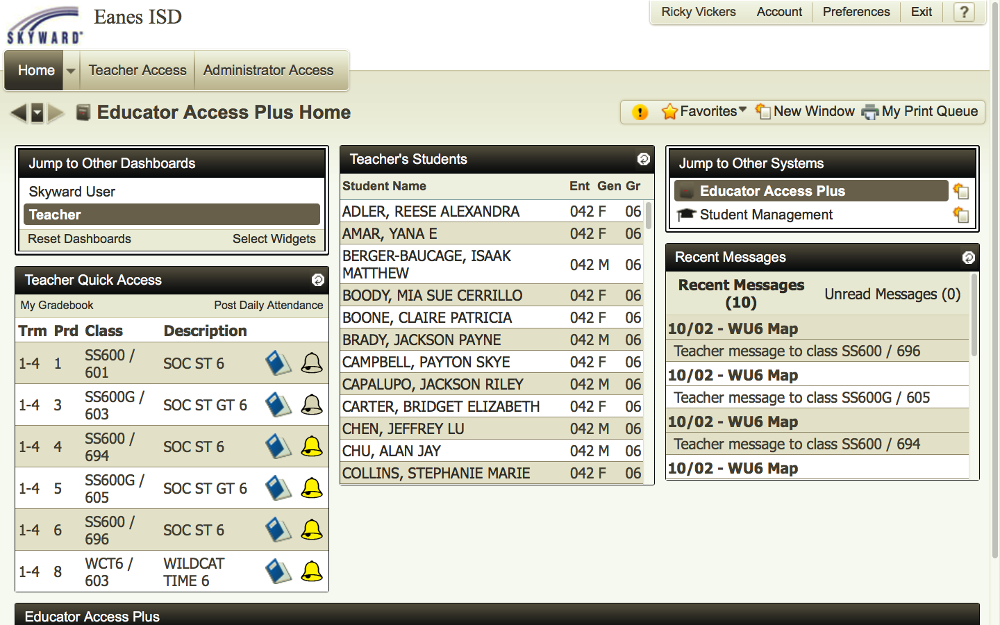 SKYWARD
Eanes ISD
Ricky Vickers Account Preferences Exit ?
Home Teacher Access Administrator Access
Educator Access Plus Home
! Favorites New Window My Print Queue
Jump to Other Dashboards
Skyward User
Teacher
Reset Dashboards Select Widgets
Teacher Quick Access
My Gradebook Post Daily Attendance
Trm Prd Class Description
1-4 1 SS600 / SOC ST 6
601
1-4 3 SS600G / SOC ST GT 6
603
1-4 4 SS600 / SOC ST 6
694
1-4 5 SS600G / SOC ST GT 6
605
1-4 6 SS600 / SOC ST 6
696
1-4 8 WCT6 / WILDCAT
603 TIME 6
Teacher's Students
Student Name Ent Gen Gr
ADLER, REESE ALEXANDRA 042 F 06
AMAR, YANA E 042 F 06
BERGER-BAUCAGE, ISAAK
MATTHEW 042 M 06
BOODY, MIA SUE CERRILLO 042 F 06
BOONE, CLAIRE PATRICIA 042 F 06
BRADY, JACKSON PAYNE 042 M 06
CAMPBELL, PAYTON SKYE 042 F 06
CAPALUPO, JACKSON RILEY 042 M 06
CARTER, BRIDGET ELIZABETH 042 F 06
CHEN, JEFFREY LU 042 M 06
CHU, ALAN JAY 042 M 06
COLLINS, STEPHANIE MARIE 042 F 06
Jump to Other Systems
Educator Access Plus
Student Management
Recent Messages
Recent Messages Unread Messages (0)
(10)
10/02 - WU6 Map
Teacher message to class SS600 / 696
10/02 - WU6 Map
Teacher message to class SS600G / 605
10/02 - WU6 Map
Teacher message to class SS600 / 694
10/02 - WU6 Map
Educator Access Plus